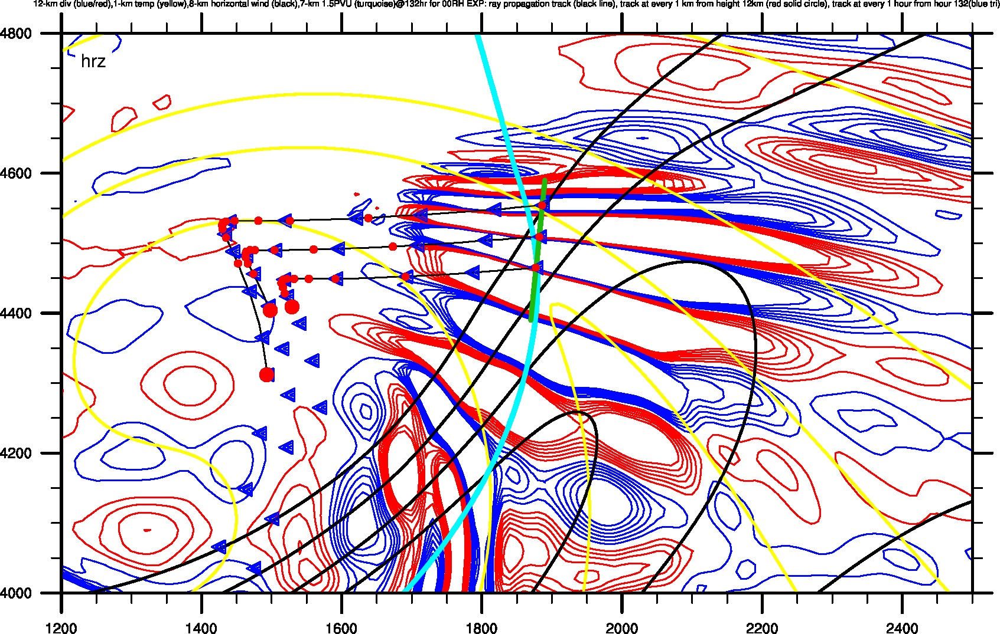 12-km div (blue/red),1-km temp (yellow),8-km horizontal wind (black),7-km 1.5PVU (turquoise)@132hr for 00RH EXP: ray propagation track (black line), track at every 1 km from height 12km (red solid circle), track at every 1 hour from hour 132(blue tri)
4800
hrz
4600
4400
4200
4000
1200 1400 1600 1800 2000 2200 2400